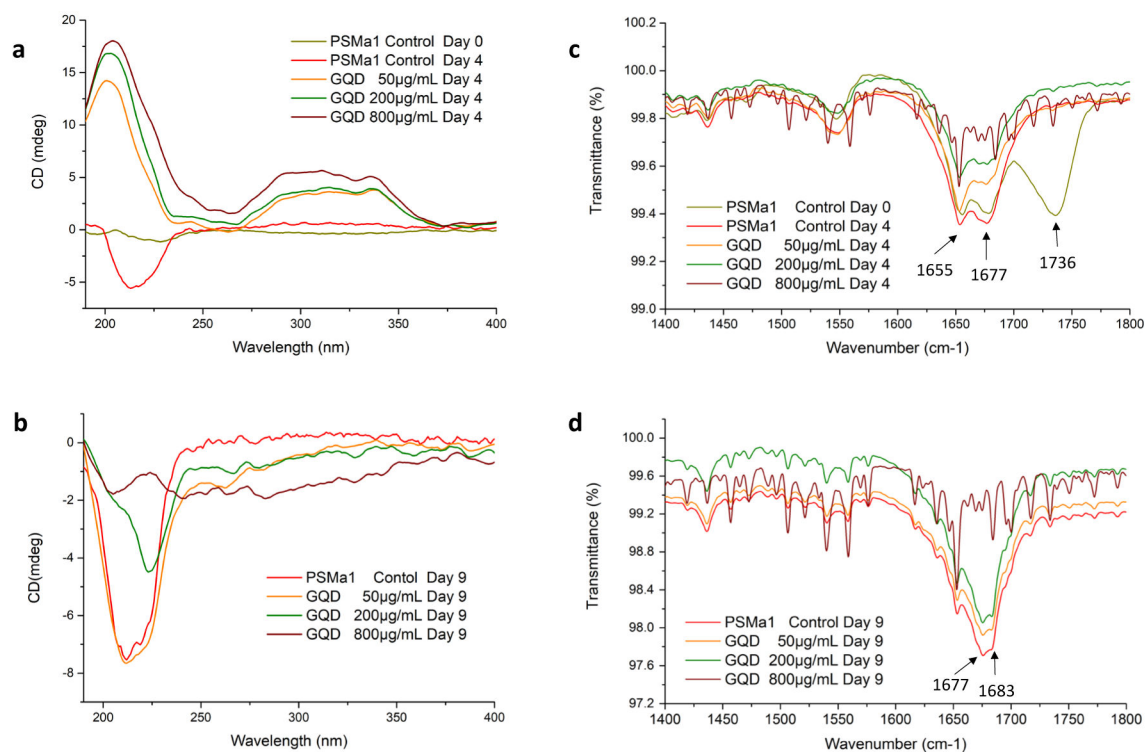 a
20
15
10
5
0
-5
CD (mdeg)
200 250 300 350 400
Wavelength (nm)
PSMa1 Control Day 0
PSMa1 Control Day 4
GQD 50µg/mL Day 4
GQD 200µg/mL Day 4
GQD 800µg/mL Day 4
c
100.2
100.0
99.8
99.6
99.4
99.2
99.0
Transmittance (%)
1400 1450 1500 1550 1600 1650 1700 1750 1800
Wavenumber (cm-1)
PSMa1 Control Day 0
PSMa1 Control Day 4
GQD 50µg/mL Day 4
GQD 200µg/mL Day 4
GQD 800µg/mL Day 4
1655
1677
1736
b
0
-2
-4
-6
-8
CD(mdeg)
200 250 300 350 400
Wavelength (nm)
PSMa1 Contol Day 9
GQD 50µg/mL Day 9
GQD 200µg/mL Day 9
GQD 800µg/mL Day 9
d
100.0
99.6
99.2
98.8
98.4
98.0
97.6
97.2
Transmittance (%)
1400 1450 1500 1550 1600 1650 1700 1750 1800
Wavenumber (cm-1)
PSMa1 Control Day 9
GQD 50µg/mL Day 9
GQD 200µg/mL Day 9
GQD 800µg/mL Day 9
1677
1683